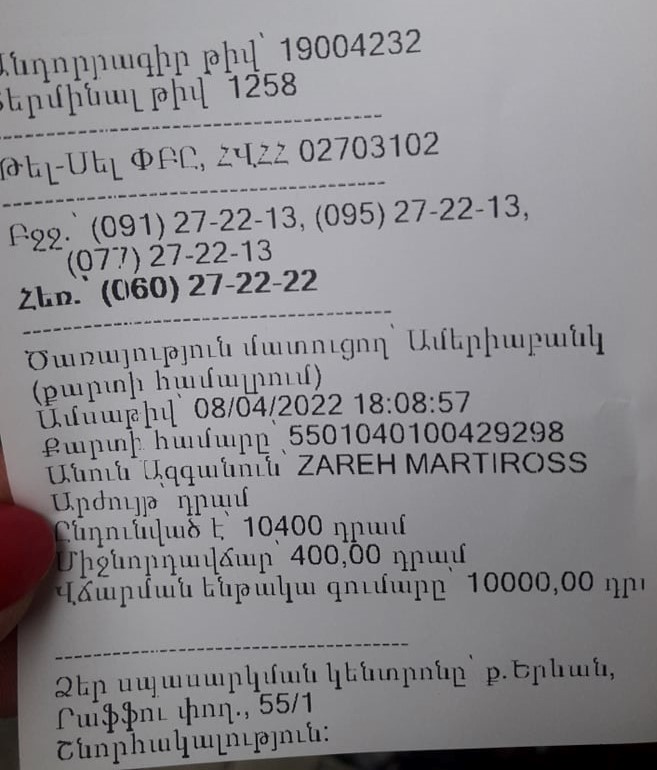 Անդորրագիր թիվ՝ 19004232
Տերմինալ թիվ՝ 1258
Թել-Սել ՓԲԸ, ՀՎՀՀ 02703102
Բջջ.՝ (091) 27-22-13, (095) 27-22-13,
(077) 27-22-13
Հեռ.՝ (060) 27-22-22
Ծառայություն մատուցող՝ Ամերիաբանկ
(քարտի համալրում)
Ամսաթիվ՝ 08/04/2022 18:08:57
Քարտի համարը՝ 5501040100429298
Անուն Ազգանուն՝ ZAREH MARTIROSS
Արժույթ՝ դրամ
Ընդունված է՝ 10400 դրամ
Միջնորդավճար՝ 400,00 դրամ
Վճարման ենթակա գումարը՝ 10000,00 դրա
Ձեր սպասարկման կենտրոնը՝ ք.Երևան,
Րաֆֆու փող., 55/1
Շնորհակալություն: